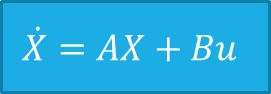 Ẋ = AX + Bu